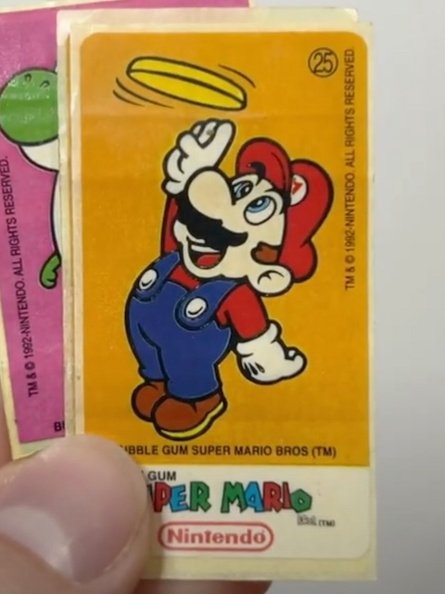 25
TM & © 1992-NINTENDO. ALL RIGHTS RESERVED
M
TM & © 1992-NINTENDO. ALL RIGHTS RESERVED.
BBLE GUM SUPER MARIO BROS (TM)
GUM
PER MARIO
(TM)
Nintendo